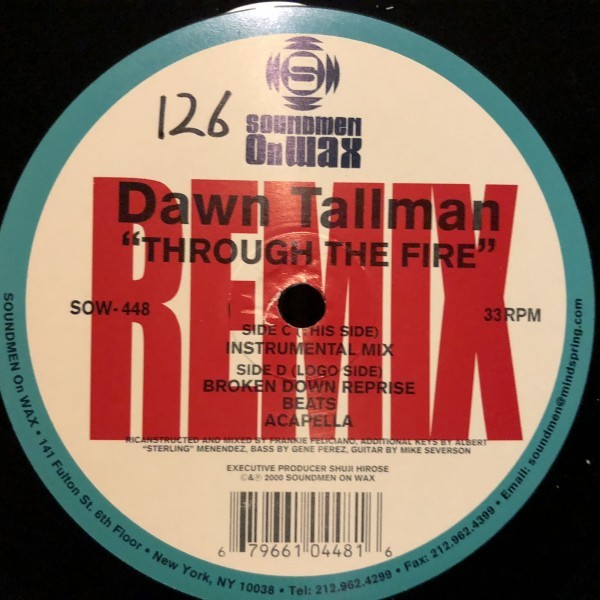 126
SOUNDMEN
On WAX
REMIX
Dawn Tallman
“THROUGH THE FIRE”
SOW-448
33RPM
SIDE C (THIS SIDE)
INSTRUMENTAL MIX
SIDE D (LOGO SIDE)
BROKEN DOWN REPRISE
BEATS
ACAPELLA
RICANSTRUCTED AND MIXED BY FRANKIE FELICIANO, ADDITIONAL KEYS BY ALBERT
“STERLING” MENENDEZ, BASS BY GENE PEREZ, GUITAR BY MIKE SEVERSON
EXECUTIVE PRODUCER SHUJI HIROSE
©&℗ 2000 SOUNDMEN ON WAX
6 79661 04481 6
SOUNDMEN On WAX • 141 Fulton St. 6th Floor • New York, NY 10038 • Tel: 212.962.4299 • Fax: 212.962.4399 • Email: soundmen@mindspring.com